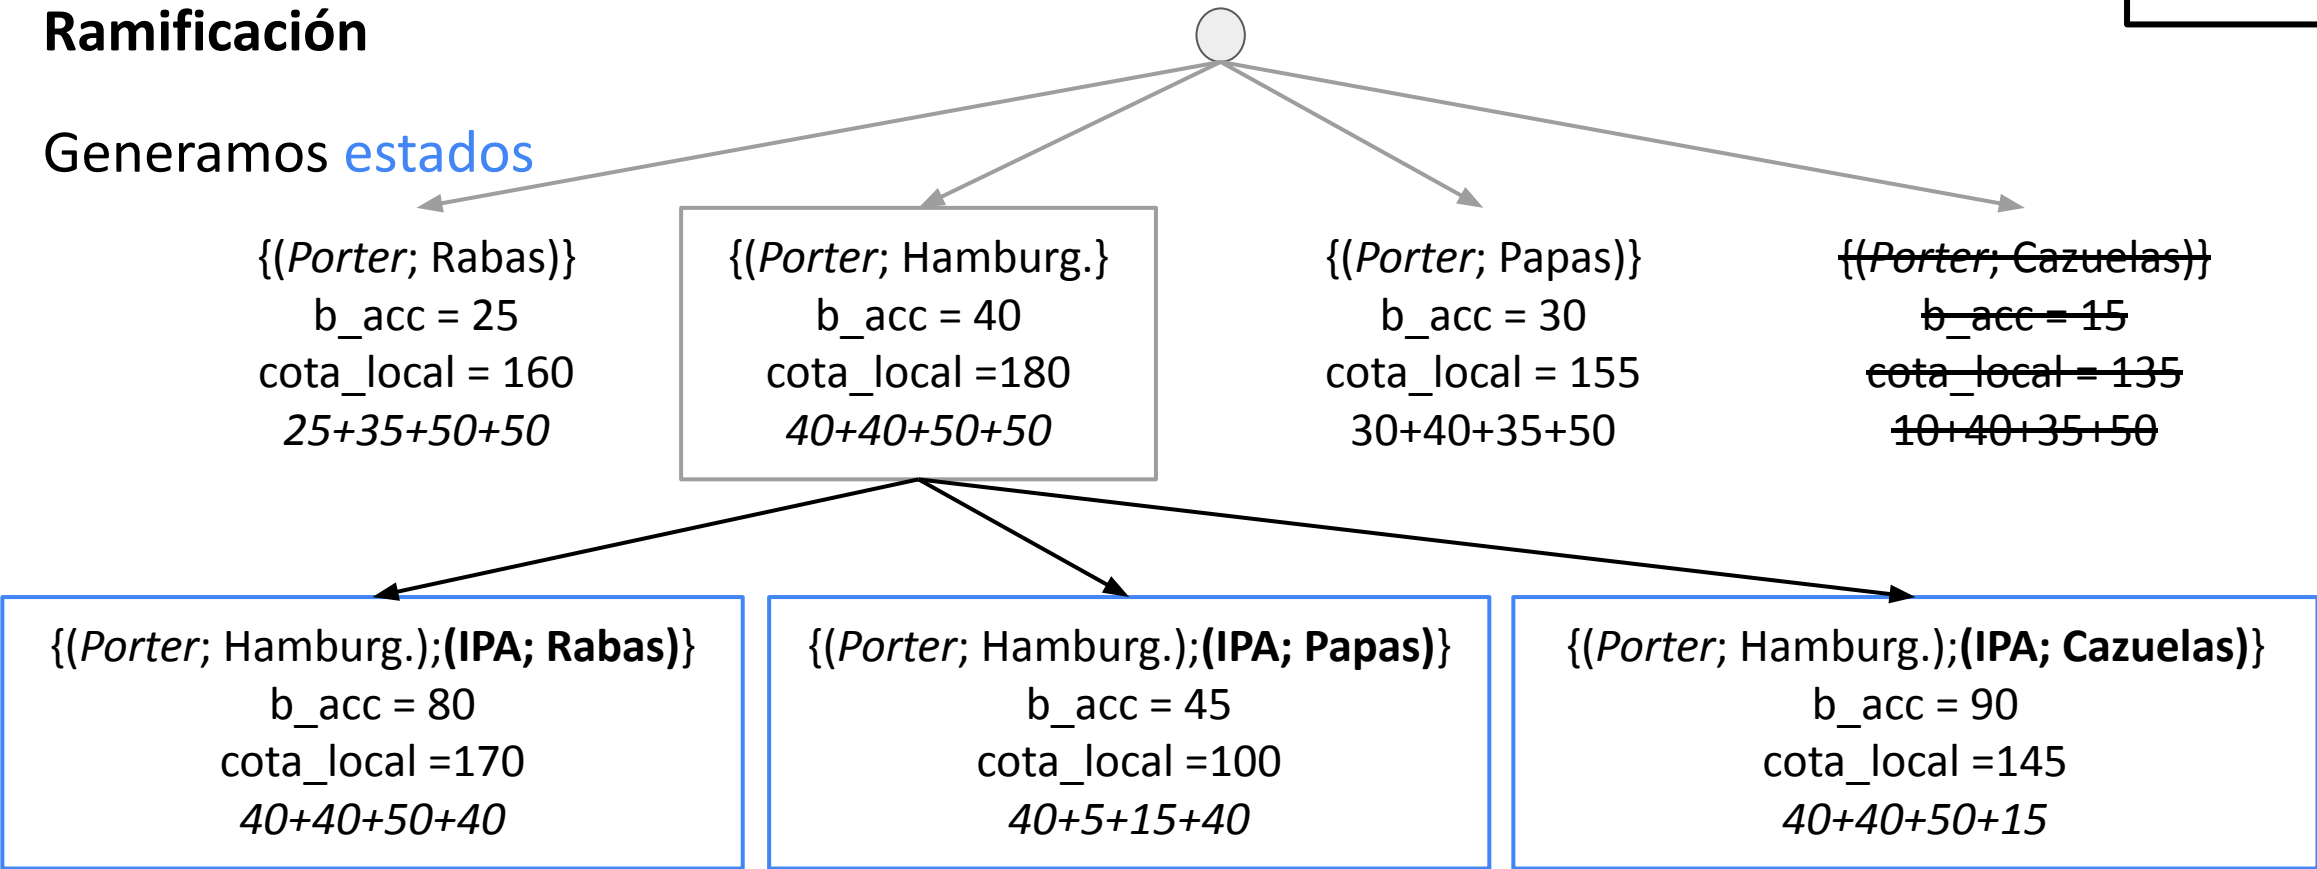 Ramificación
Generamos estados
{(Porter; Rabas)}
b_acc = 25
cota_local = 160
25+35+50+50
{(Porter; Hamburg.}
b_acc = 40
cota_local =180
40+40+50+50
{(Porter; Papas)}
b_acc = 30
cota_local = 155
30+40+35+50
{(Porter; Cazuelas)}
b_acc = 15
cota_local = 135
10+40+35+50
{(Porter; Hamburg.);(IPA; Rabas)}
b_acc = 80
cota_local =170
40+40+50+40
{(Porter; Hamburg.);(IPA; Papas)}
b_acc = 45
cota_local =100
40+5+15+40
{(Porter; Hamburg.);(IPA; Cazuelas)}
b_acc = 90
cota_local =145
40+40+50+15